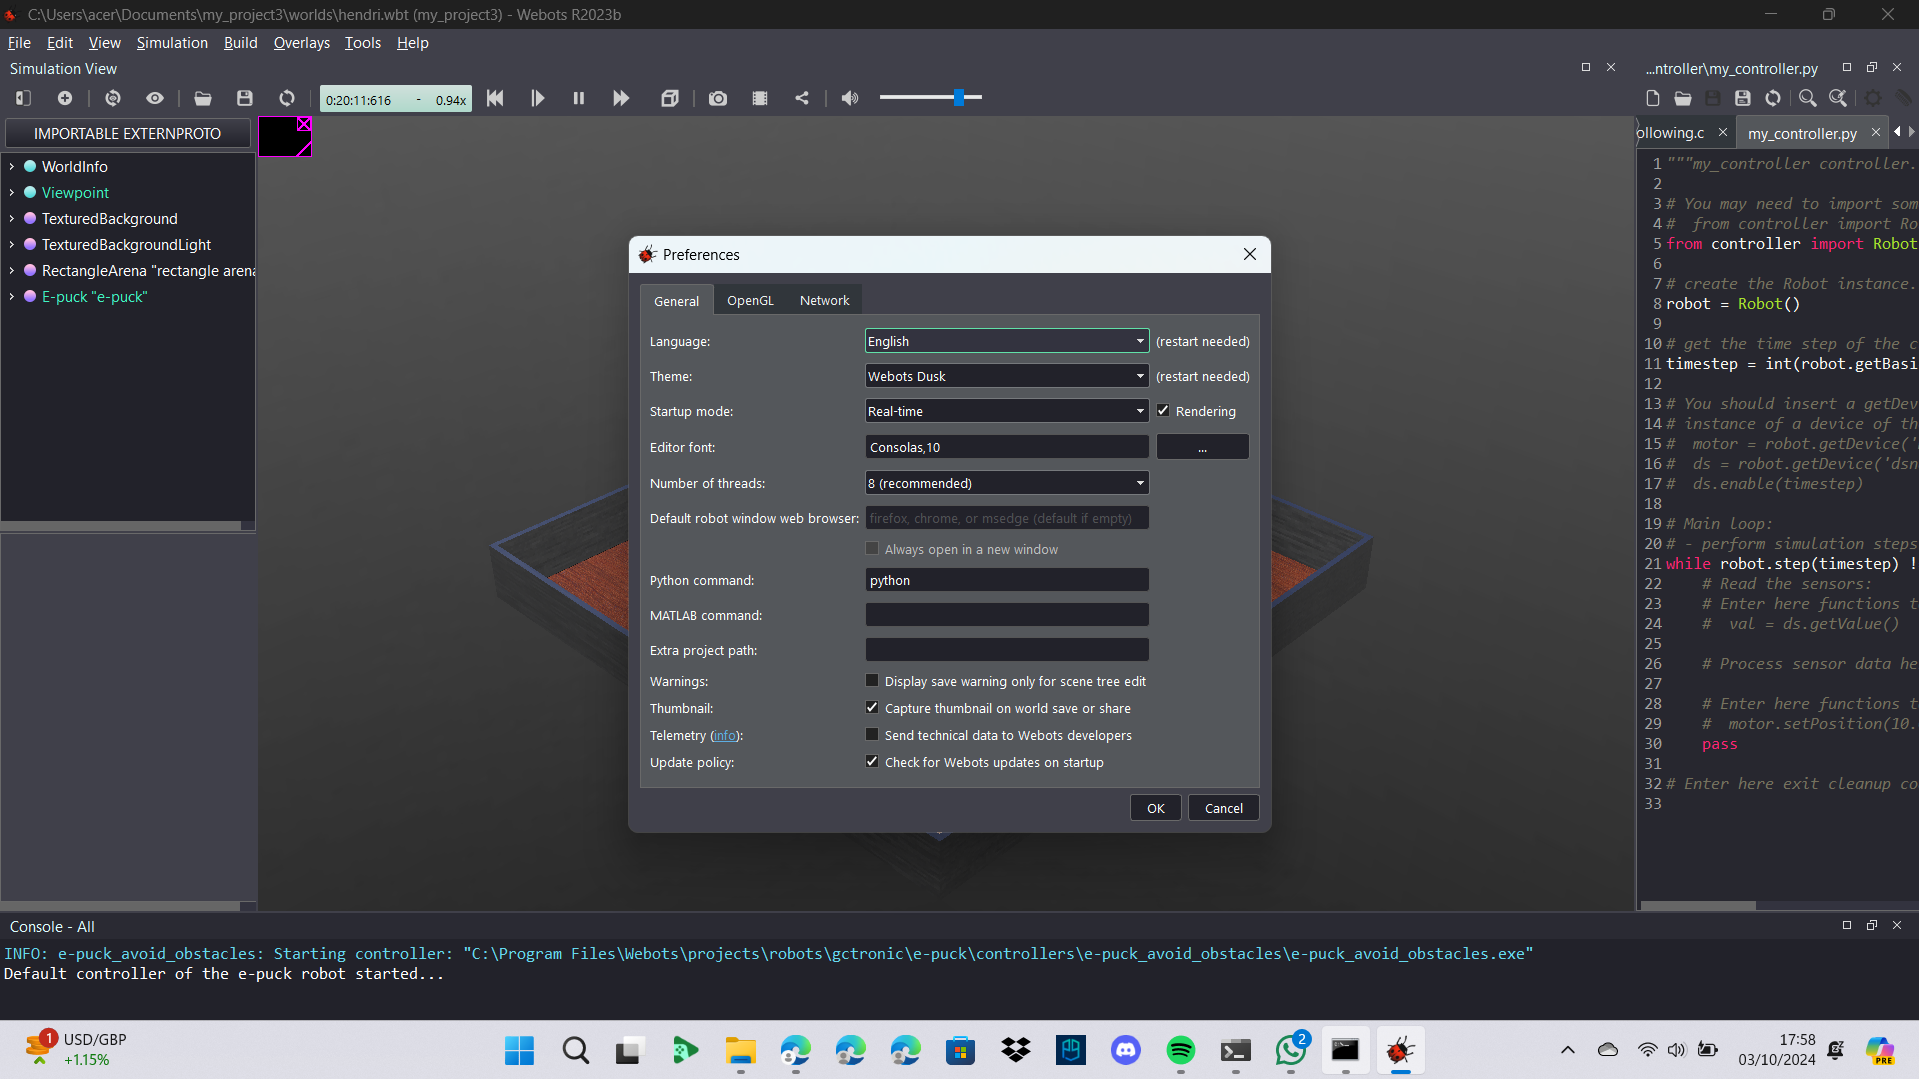 C:\Users\acer\Documents\my_project3\worlds\hendri.wbt (my_project3) - Webots R2023b
File Edit View Simulation Build Overlays Tools Help
Simulation View
...ntroller\my_controller.py
0:20:11:616 - 0.94x
IMPORTABLE EXTERNPROTO
WorldInfo
Viewpoint
TexturedBackground
TexturedBackgroundLight
RectangleArena "rectangle arena
E-puck "e-puck"
Preferences
General OpenGL Network
Language: English (restart needed)
Theme: Webots Dusk (restart needed)
Startup mode: Real-time Rendering
Editor font: Consolas,10 ...
Number of threads: 8 (recommended)
Default robot window web browser: firefox, chrome, or msedge (default if empty)
Always open in a new window
Python command: python
MATLAB command:
Extra project path:
Warnings: Display save warning only for scene tree edit
Thumbnail: Capture thumbnail on world save or share
Telemetry (info): Send technical data to Webots developers
Update policy: Check for Webots updates on startup
OK Cancel
ollowing.c my_controller.py
1 """my_controller controller.
2
3 # You may need to import som
4 #  from controller import Ro
5 from controller import Robot
6
7 # create the Robot instance.
8 robot = Robot()
9
10 # get the time step of the c
11 timestep = int(robot.getBasi
12
13 # You should insert a getDev
14 # instance of a device of th
15 #  motor = robot.getDevice('
16 #  ds = robot.getDevice('dsn
17 #  ds.enable(timestep)
18
19 # Main loop:
20 # - perform simulation steps
21 while robot.step(timestep) !
22     # Read the sensors:
23     # Enter here functions t
24     #  val = ds.getValue()
25
26     # Process sensor data he
27
28     # Enter here functions t
29     #  motor.setPosition(10.
30     pass
31
32 # Enter here exit cleanup co
33
Console - All
INFO: e-puck_avoid_obstacles: Starting controller: "C:\Program Files\Webots\projects\robots\gctronic\e-puck\controllers\e-puck_avoid_obstacles\e-puck_avoid_obstacles.exe"
Default controller of the e-puck robot started...
1
USD/GBP
+1.15%
2
17:58
03/10/2024
PRE